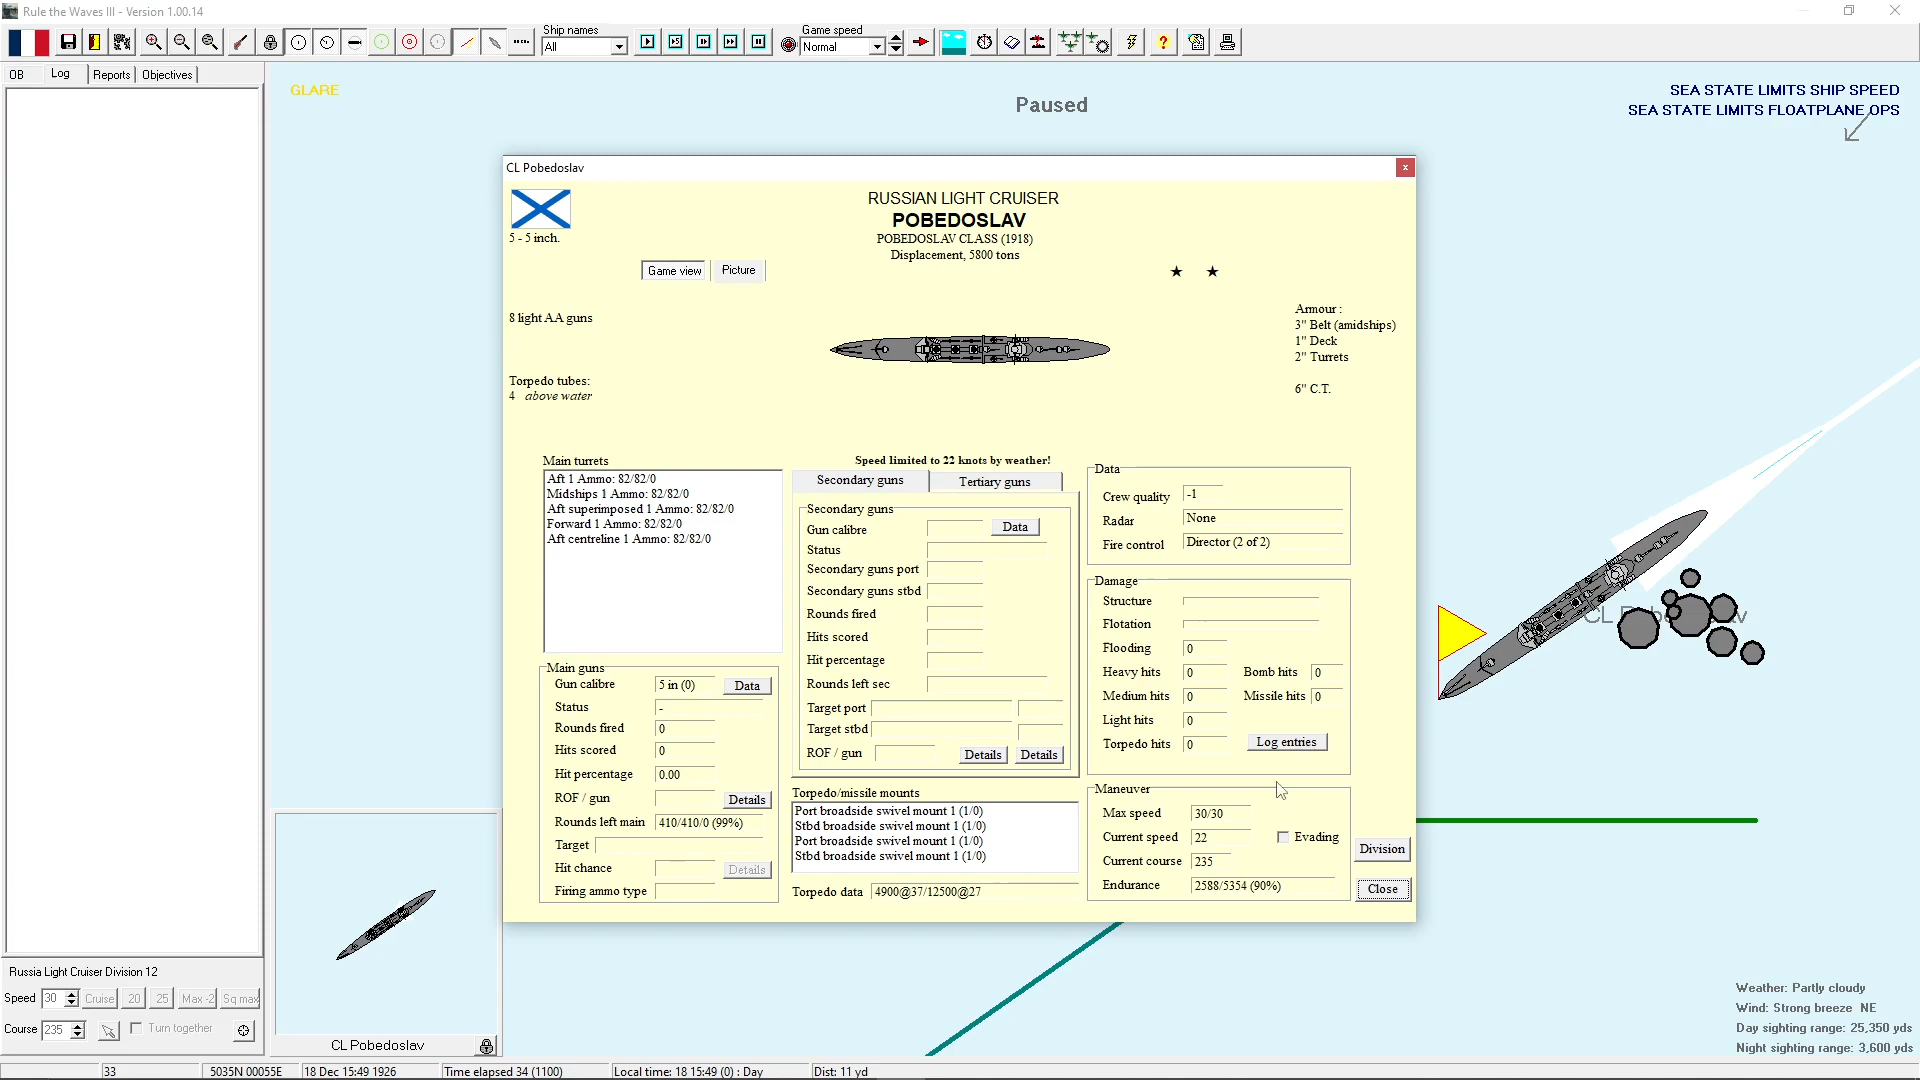 Rule the Waves III - Version 1.00.14
Ship names
All
Game speed
Normal
OB
Log
Reports
Objectives
GLARE
Paused
SEA STATE LIMITS SHIP SPEED
SEA STATE LIMITS FLOATPLANE OPS
CL Pobedoslav
RUSSIAN LIGHT CRUISER
POBEDOSLAV
POBEDOSLAV CLASS (1918)
Displacement, 5800 tons
5 - 5 inch.
Game view
Picture
★ ★
8 light AA guns
Armour :
3" Belt (amidships)
1" Deck
2" Turrets
6" C.T.
Torpedo tubes:
4 above water
Main turrets
Aft 1 Ammo: 82/82/0
Midships 1 Ammo: 82/82/0
Aft superimposed 1 Ammo: 82/82/0
Forward 1 Ammo: 82/82/0
Aft centreline 1 Ammo: 82/82/0
Main guns
Gun calibre 5 in (0) Data
Status -
Rounds fired 0
Hits scored 0
Hit percentage 0.00
ROF / gun Details
Rounds left main 410/410/0 (99%)
Target
Hit chance Details
Firing ammo type
Speed limited to 22 knots by weather!
Secondary guns
Tertiary guns
Secondary guns
Gun calibre Data
Status
Secondary guns port
Secondary guns stbd
Rounds fired
Hits scored
Hit percentage
Rounds left sec
Target port
Target stbd
ROF / gun Details Details
Torpedo/missile mounts
Port broadside swivel mount 1 (1/0)
Stbd broadside swivel mount 1 (1/0)
Port broadside swivel mount 1 (1/0)
Stbd broadside swivel mount 1 (1/0)
Torpedo data 4900@37/12500@27
Data
Crew quality -1
Radar None
Fire control Director (2 of 2)
Damage
Structure
Flotation
Flooding 0
Heavy hits 0 Bomb hits 0
Medium hits 0 Missile hits 0
Light hits 0
Torpedo hits 0 Log entries
Maneuver
Max speed 30/30
Current speed 22 Evading
Current course 235
Endurance 2588/5354 (90%)
Division
Close
Russia Light Cruiser Division 12
Speed 30 Cruise 20 25 Max -2 Sq max
Course 235 Turn together
CL Pobedoslav
Weather: Partly cloudy
Wind: Strong breeze NE
Day sighting range: 25,350 yds
Night sighting range: 3,600 yds
33
5035N 00055E
18 Dec 15:49 1926
Time elapsed 34 (1100)
Local time: 18 15:49 (0) : Day
Dist: 11 yd